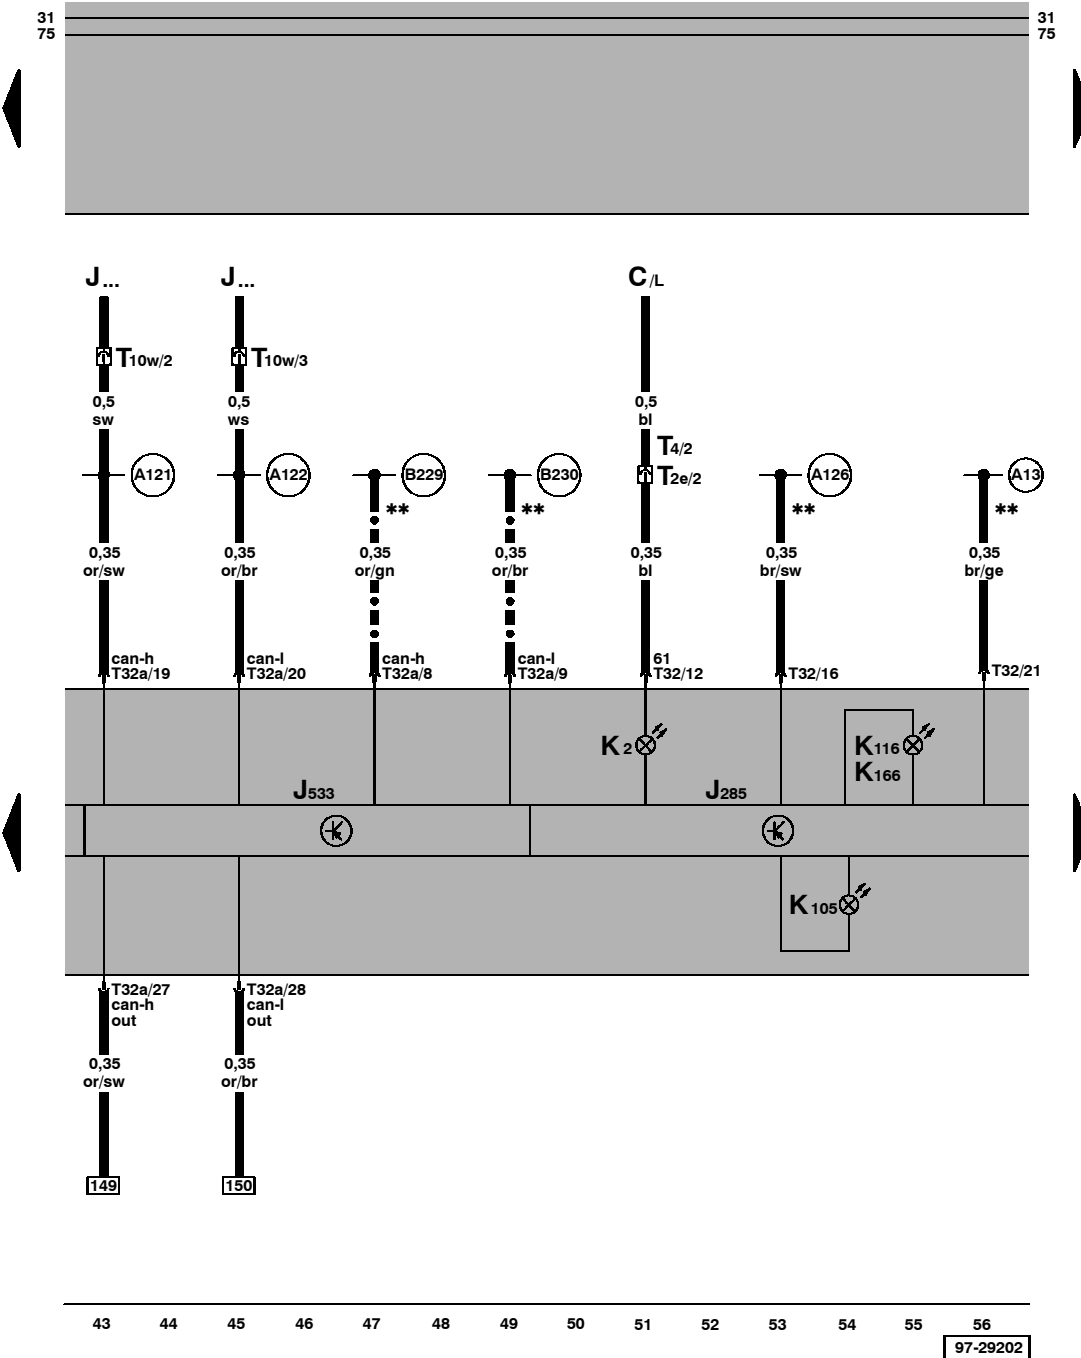 31 31
75 75
J... J... C/L
T10w/2 T10w/3
0,5 0,5 0,5
sw ws bl
T4/2
A121 A122 B229 B230 T2e/2 A126 A13
** ** ** **
0,35 0,35 0,35 0,35 0,35 0,35 0,35
or/sw or/br or/gn or/br bl br/sw br/ge
can-h can-l can-h can-l 61
T32a/19 T32a/20 T32a/8 T32a/9 T32/12 T32/16 T32/21
K2 K116
K166
J533 J285
K105
T32a/27 T32a/28
can-h can-l
out out
0,35 0,35
or/sw or/br
149 150
43 44 45 46 47 48 49 50 51 52 53 54 55 56
97-29202